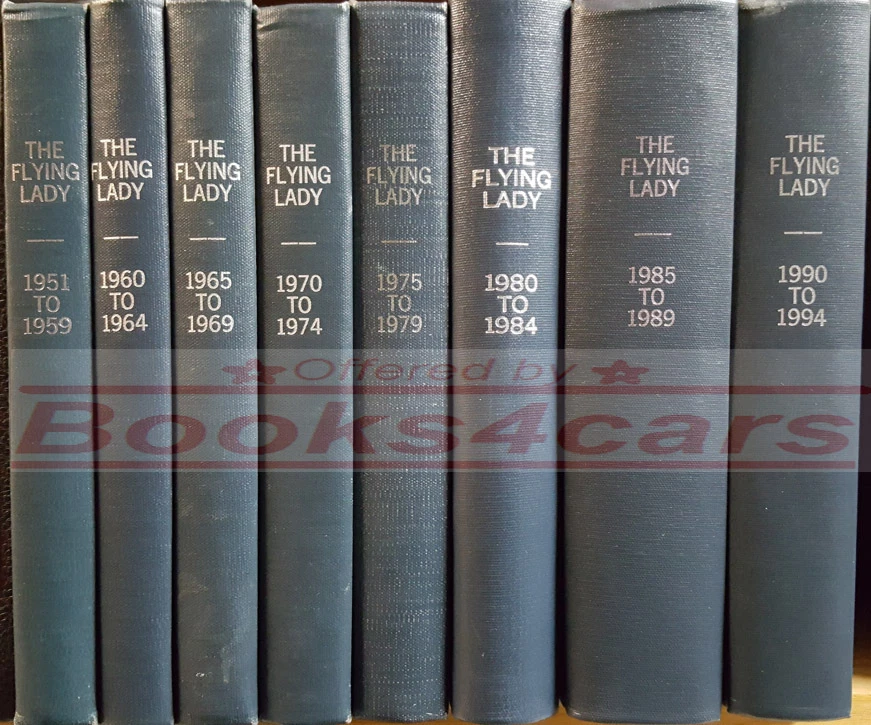 THE
FLYING
LADY
1951
TO
1959
THE
FLYING
LADY
1960
TO
1964
THE
FLYING
LADY
1965
TO
1969
THE
FLYING
LADY
1970
TO
1974
THE
FLYING
LADY
1975
TO
1979
THE
FLYING
LADY
1980
TO
1984
THE
FLYING
LADY
1985
TO
1989
THE
FLYING
LADY
1990
TO
1994
Offered by
Books4cars